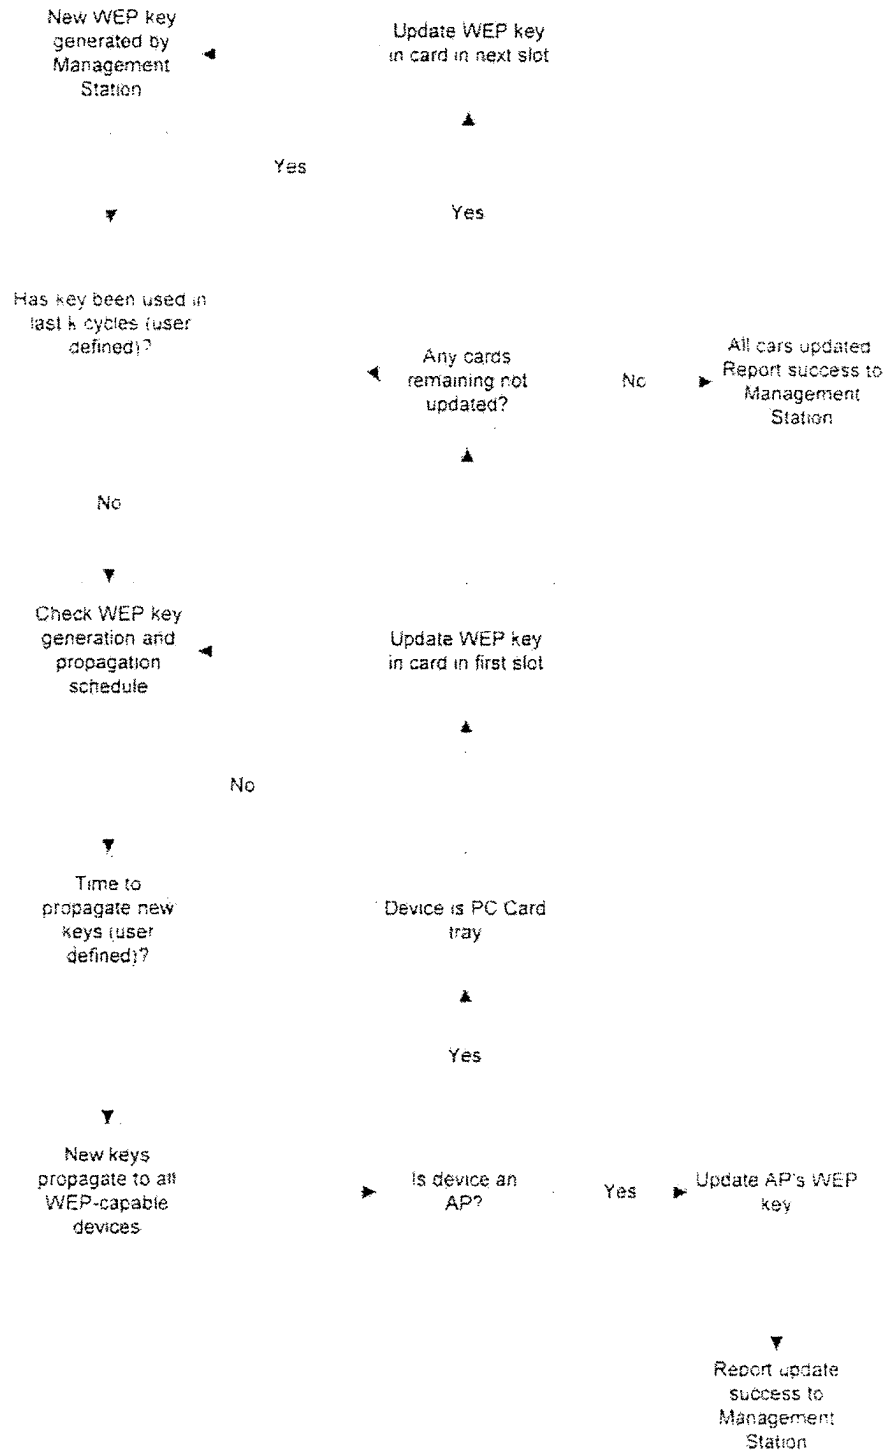 New WEP key
generated by
Management
Station
Update WEP key
in card in next slot
Yes
Yes
Has key been used in
last k cycles (user
defined)?
Any cards
remaining not
updated?
No
All cars updated
Report success to
Management
Station
No
Check WEP key
generation and
propagation
schedule
Update WEP key
in card in first slot
No
Time to
propagate new
keys (user
defined)?
Device is PC Card
tray
Yes
New keys
propagate to all
WEP-capable
devices
Is device an
AP?
Yes
Update AP's WEP
key
Report update
success to
Management
Station